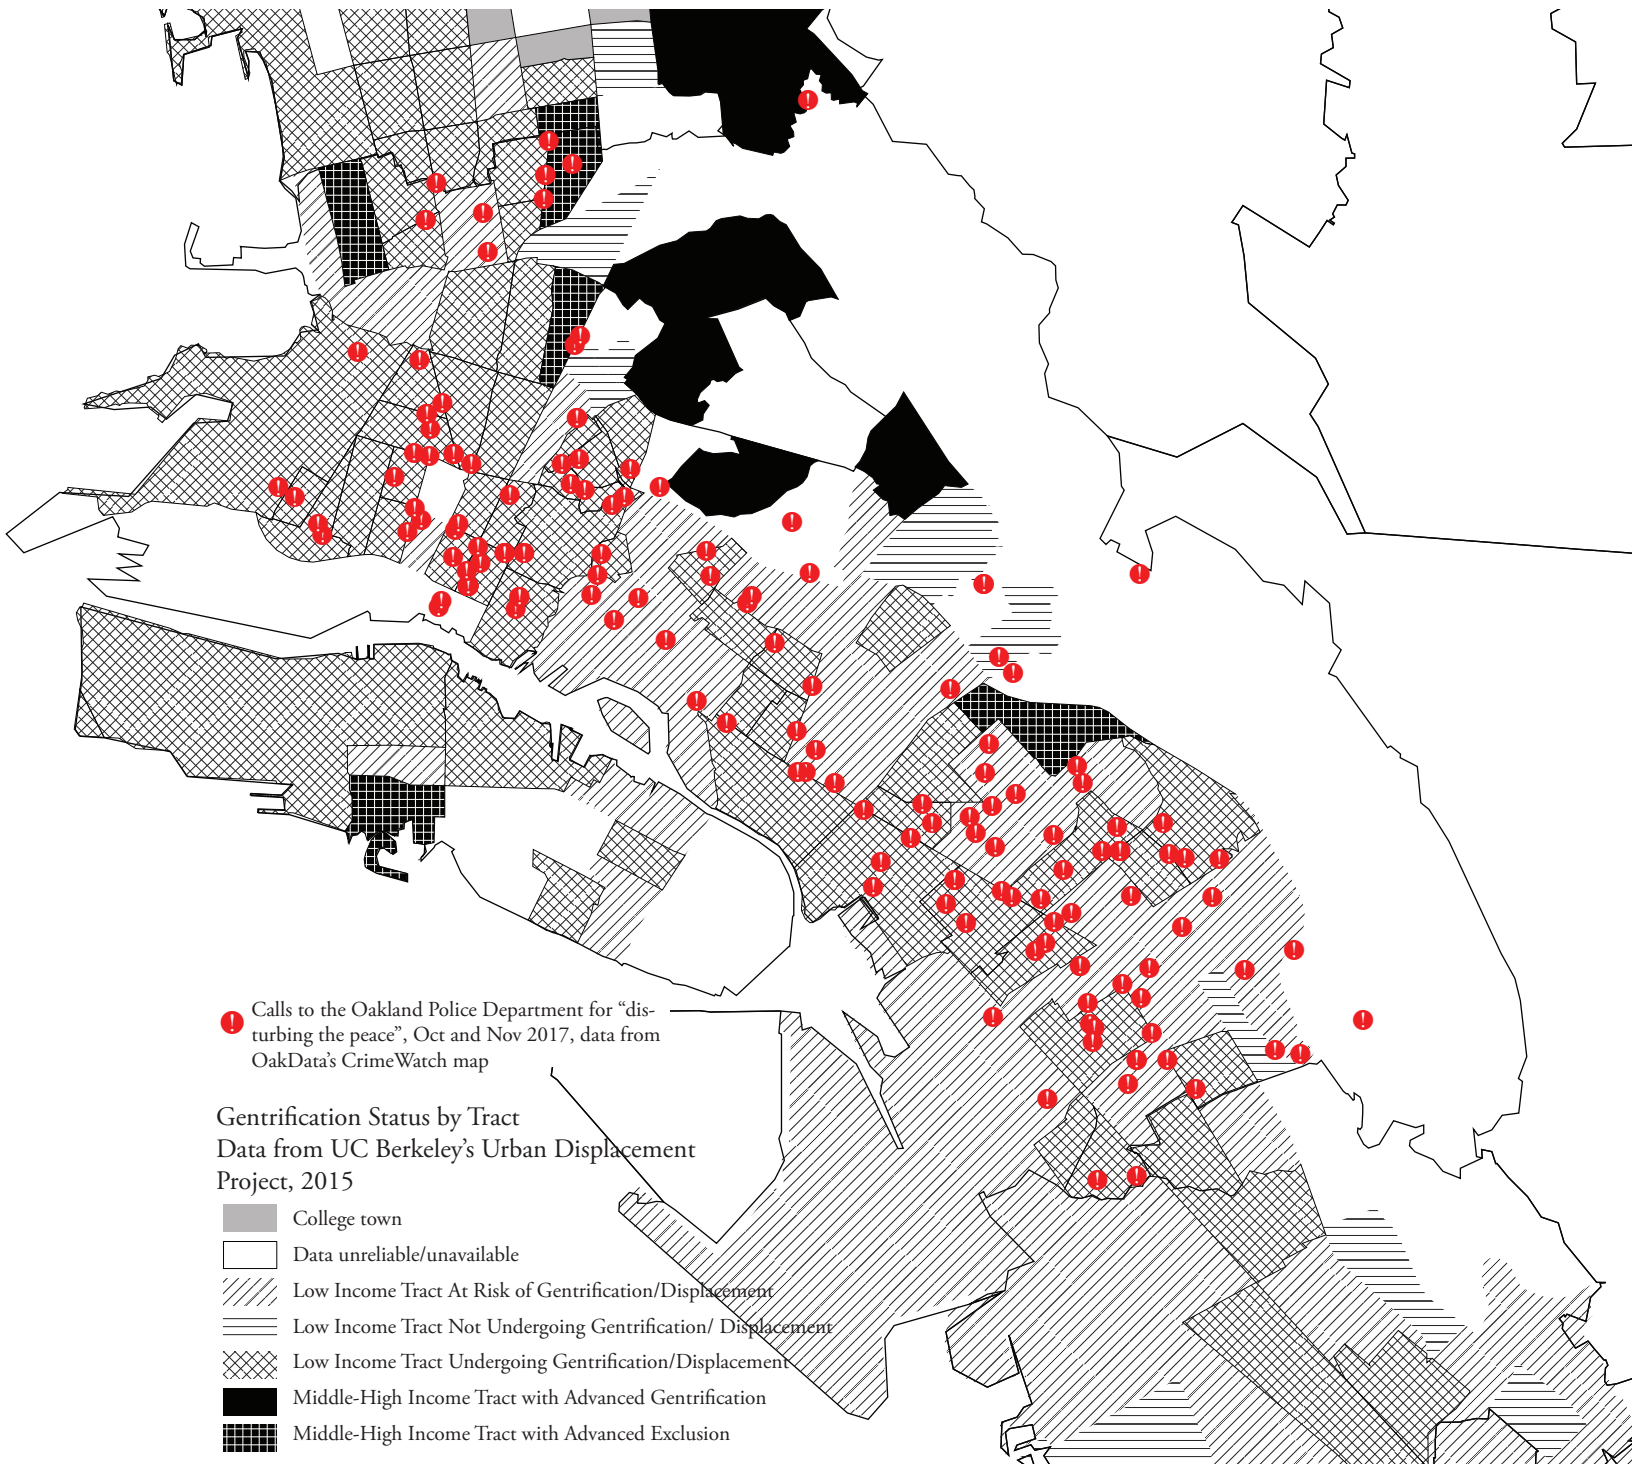 Calls to the Oakland Police Department for “dis-
turbing the peace”, Oct and Nov 2017, data from
OakData’s CrimeWatch map
Gentrification Status by Tract
Data from UC Berkeley’s Urban Displacement
Project, 2015
College town
Data unreliable/unavailable
Low Income Tract At Risk of Gentrification/Displacement
Low Income Tract Not Undergoing Gentrification/ Displacement
Low Income Tract Undergoing Gentrification/Displacement
Middle-High Income Tract with Advanced Gentrification
Middle-High Income Tract with Advanced Exclusion